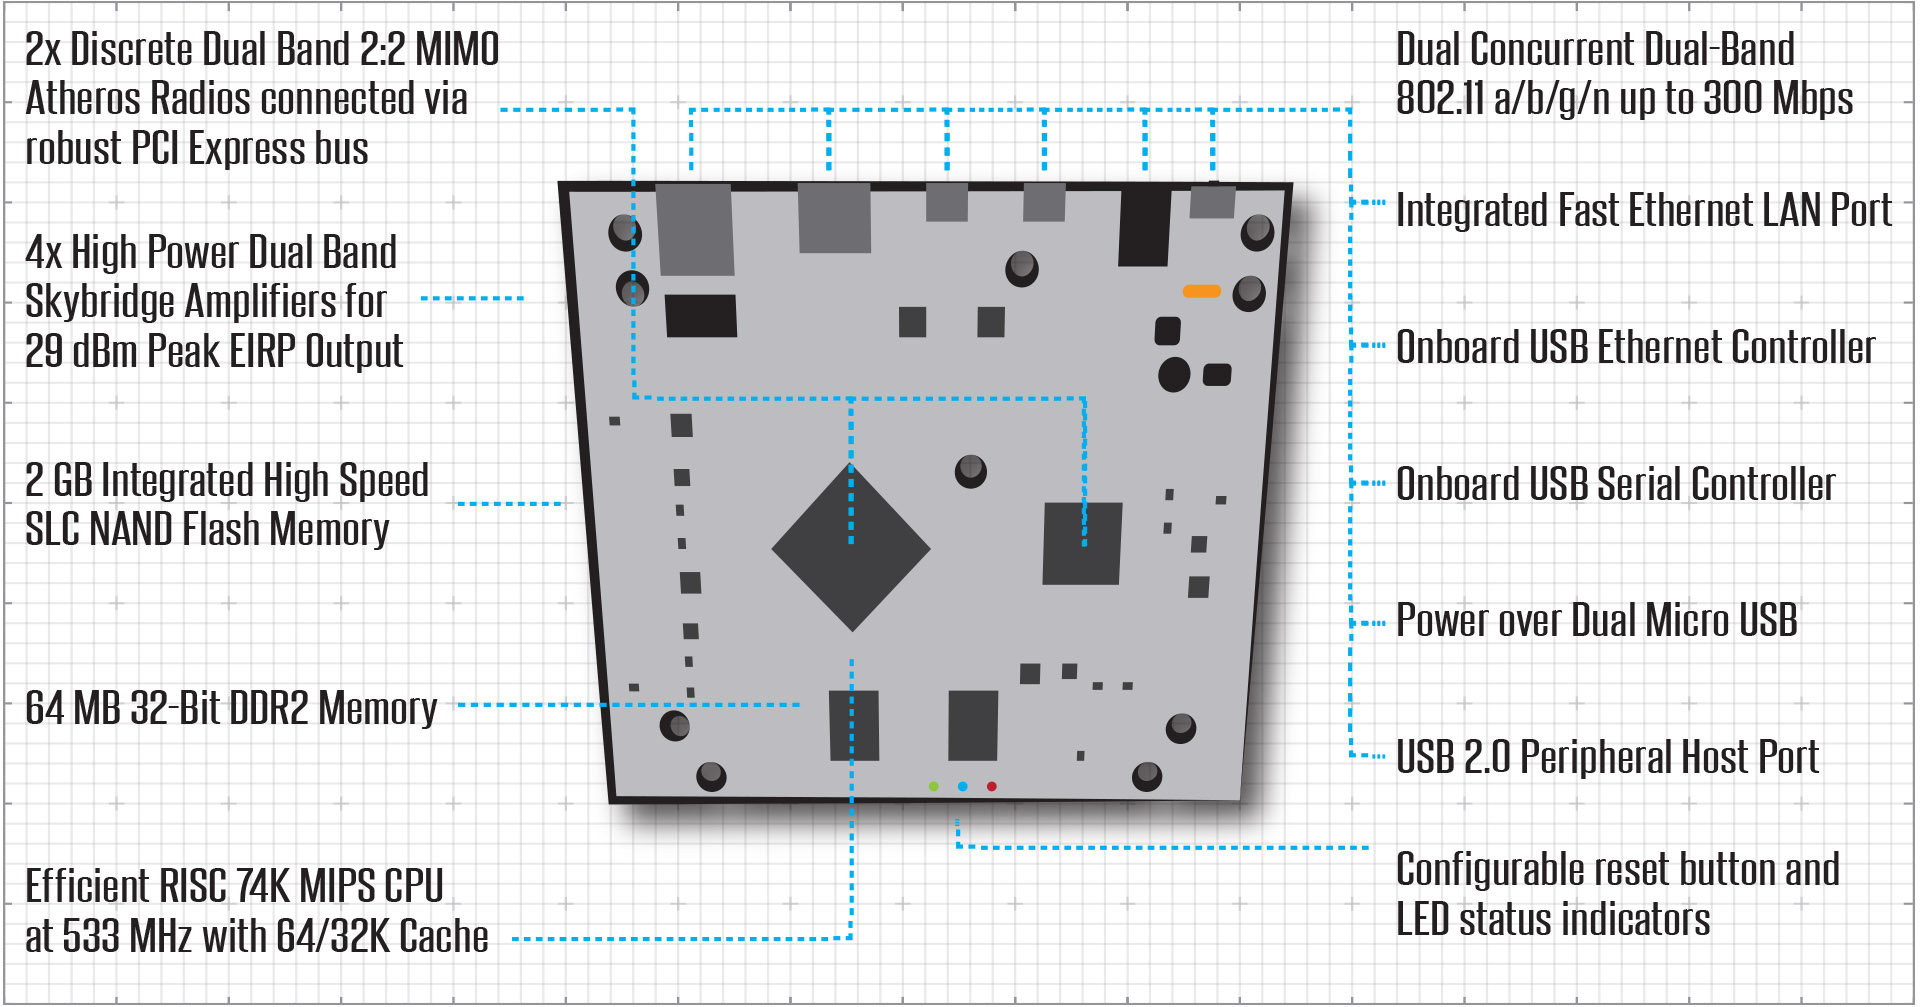 2x Discrete Dual Band 2:2 MIMO
Atheros Radios connected via
robust PCI Express bus
4x High Power Dual Band
Skybridge Amplifiers for
29 dBm Peak EIRP Output
2 GB Integrated High Speed
SLC NAND Flash Memory
64 MB 32-Bit DDR2 Memory
Efficient RISC 74K MIPS CPU
at 533 MHz with 64/32K Cache
Dual Concurrent Dual-Band
802.11 a/b/g/n up to 300 Mbps
Integrated Fast Ethernet LAN Port
Onboard USB Ethernet Controller
Onboard USB Serial Controller
Power over Dual Micro USB
USB 2.0 Peripheral Host Port
Configurable reset button and
LED status indicators